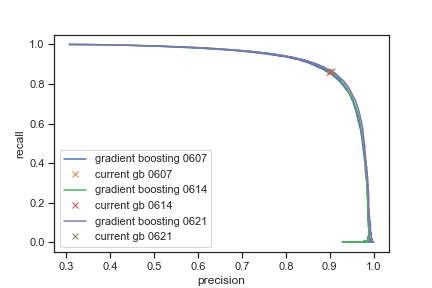 1.0
0.8
0.6
0.4
0.2
0.0
recall
gradient boosting 0607
current gb 0607
gradient boosting 0614
current gb 0614
gradient boosting 0621
current gb 0621
0.3 0.4 0.5 0.6 0.7 0.8 0.9 1.0
precision